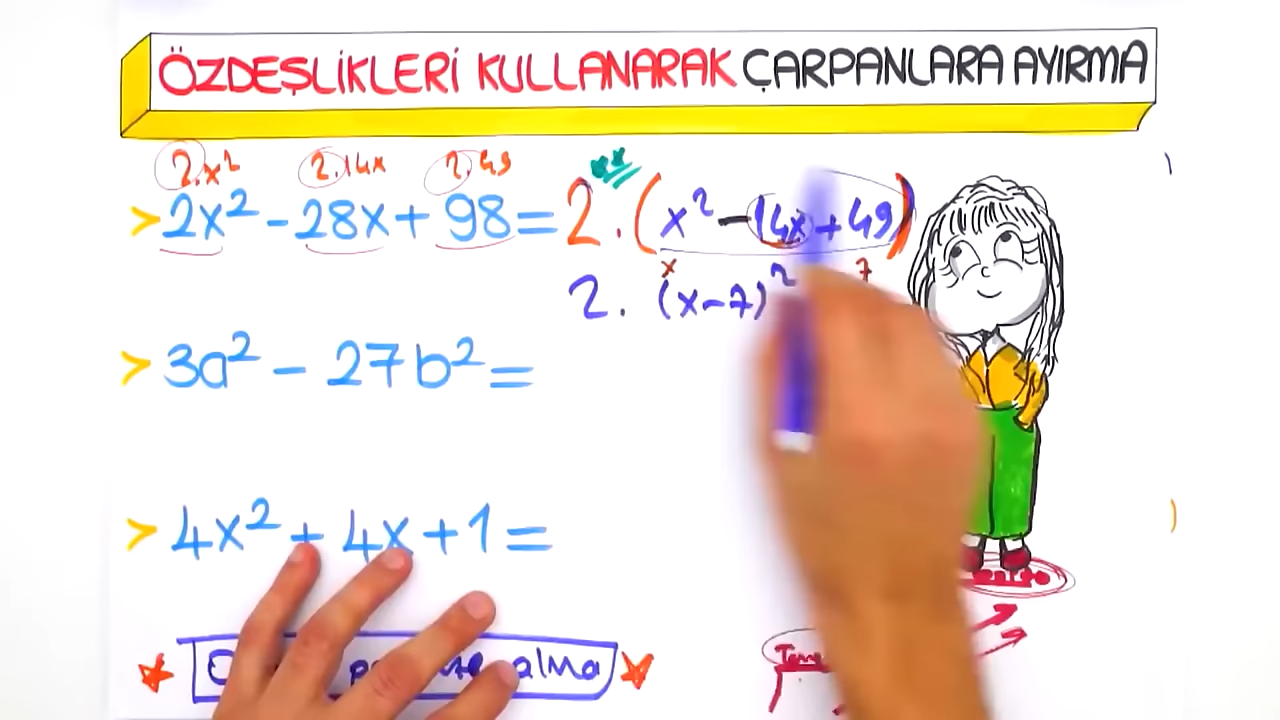 ÖZDEŞLİKLERİ KULLANARAK ÇARPANLARA AYIRMA
2.x² 2.14x 2.49
> 2x² - 28x + 98 = 2.(x² - 14x + 49)
x 7
2. (x-7)²
> 3a² - 27b² =
> 4x² + 4x + 1 =
alma